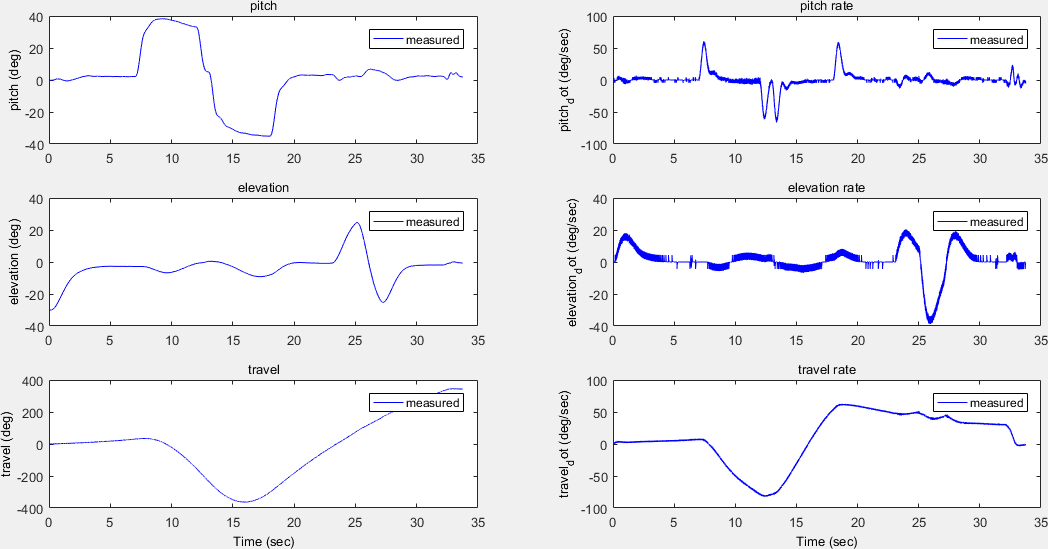 pitch
pitch (deg)
40
20
0
-20
-40
measured
0 5 10 15 20 25 30 35
pitch rate
pitch_dot (deg/sec)
100
50
0
-50
-100
measured
0 5 10 15 20 25 30 35
elevation
elevation (deg)
40
20
0
-20
-40
measured
0 5 10 15 20 25 30 35
elevation rate
elevation_dot (deg/sec)
40
20
0
-20
-40
measured
0 5 10 15 20 25 30 35
travel
travel (deg)
400
200
0
-200
-400
measured
0 5 10 15 20 25 30 35
Time (sec)
travel rate
travel_dot (deg/sec)
100
50
0
-50
-100
measured
0 5 10 15 20 25 30 35
Time (sec)